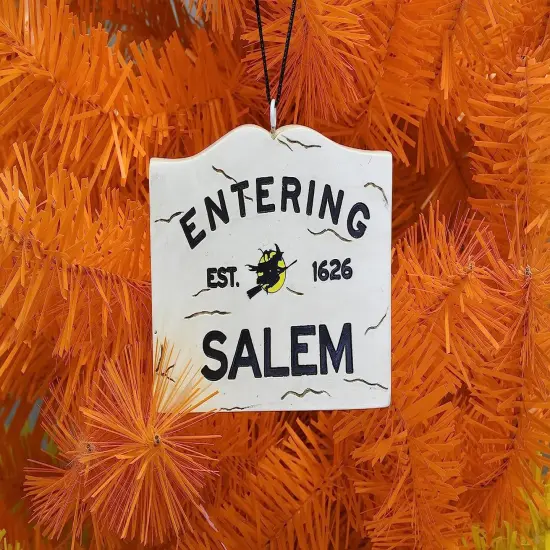 ENTERING
EST. 1626
SALEM